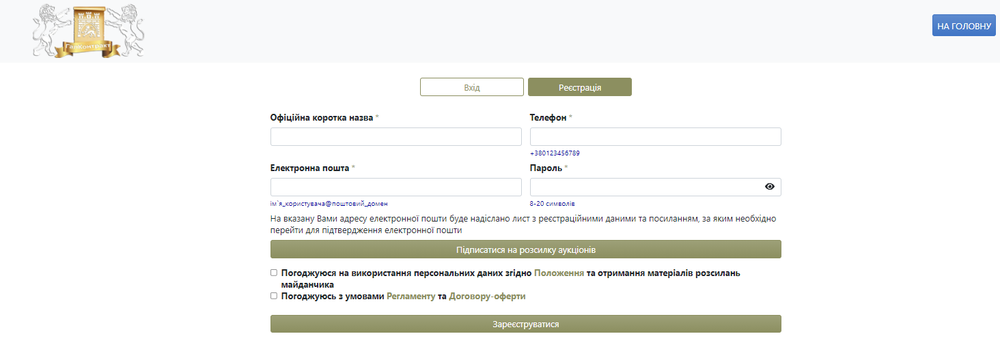 ГалКонтракт
НА ГОЛОВНУ
Вхід
Реєстрація
Офіційна коротка назва *
Телефон *
+380123456789
Електронна пошта *
Пароль *
ім`я_користувача@поштовий_домен
8-20 символів
На вказану Вами адресу електронної пошти буде надіслано лист з реєстраційними даними та посиланням, за яким необхідно
перейти для підтвердження електронної пошти
Підписатися на розсилку аукціонів
Погоджуюся на використання персональних даних згідно Положення та отримання матеріалів розсилань
майданчика
Погоджуюсь з умовами Регламенту та Договору-оферти
Зареєструватися